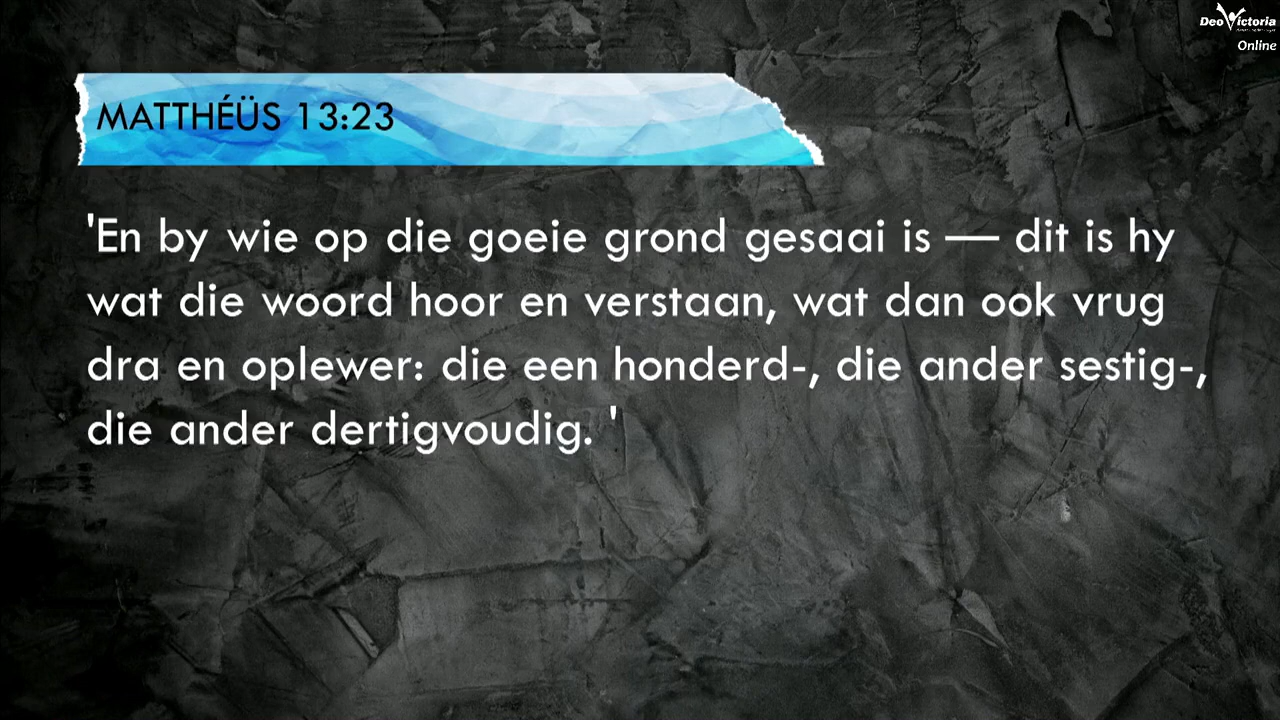 Deo Victoria
Online
MATTHÉÜS 13:23
'En by wie op die goeie grond gesaai is — dit is hy
wat die woord hoor en verstaan, wat dan ook vrug
dra en oplewer: die een honderd-, die ander sestig-,
die ander dertigvoudig. '